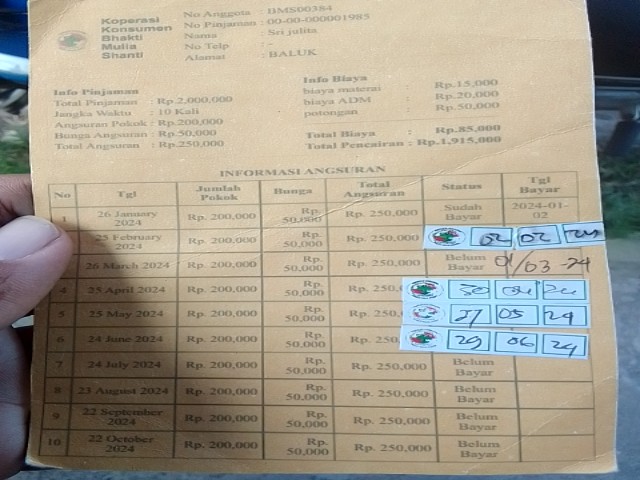 Koperasi
Konsumen
Bhakti
Mulia
Shanti
No Anggota : BMS00384
No Pinjaman : 00-00-000001985
Nama : Sri julita
No Telp : -
Alamat : BALUK
Info Pinjaman
Total Pinjaman : Rp.2,000,000
Jangka Waktu : 10 Kali
Angsuran Pokok : Rp.200,000
Bunga Angsuran : Rp.50,000
Total Angsuran : Rp.250,000
Info Biaya
biaya materai : Rp.15,000
biaya ADM : Rp.20,000
potongan : Rp.50,000
Total Biaya : Rp.85,000
Total Pencairan : Rp.1,915,000
INFORMASI ANGSURAN
No Tgl Jumlah Pokok Bunga Total Angsuran Status Tgl Bayar
1 26 January 2024 Rp. 200,000 Rp. 50,000 Rp. 250,000 Sudah Bayar 2024-01-02
25 February 2024 Rp. 200,000 Rp. 50,000 Rp. 250,000 02 02 24
26 March 2024 Rp. 200,000 Rp. 50,000 Rp. 250,000 Belum Bayar 01/03-24
4 25 April 2024 Rp. 200,000 Rp. 50,000 Rp. 250, 30 04 24
5 25 May 2024 Rp. 200,000 Rp. 50,000 Rp. 250, 27 05 24
6 24 June 2024 Rp. 200,000 Rp. 50,000 Rp. 250, 29 06 24
7 24 July 2024 Rp. 200,000 Rp. 50,000 Rp. 250,000 Belum Bayar
8 23 August 2024 Rp. 200,000 Rp. 50,000 Rp. 250,000 Belum Bayar
9 22 September 2024 Rp. 200,000 Rp. 50,000 Rp. 250,000 Belum Bayar
10 22 October 2024 Rp. 200,000 Rp. 50,000 Rp. 250,000 Belum Bayar